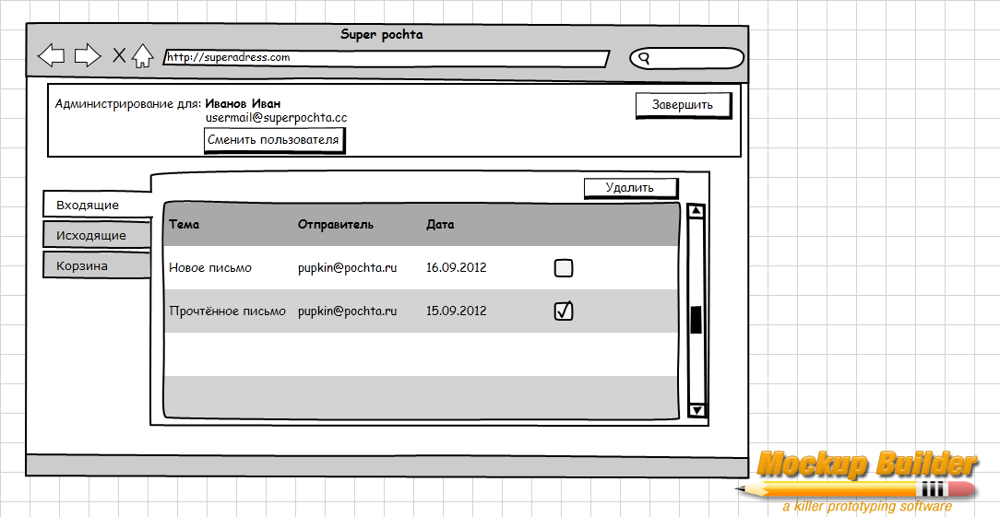 Super pochta
http://superadress.com
Администрирование для: Иванов Иван
usermail@superpochta.cc
Сменить пользователя
Завершить
Входящие
Исходящие
Корзина
Удалить
Тема Отправитель Дата
Новое письмо pupkin@pochta.ru 16.09.2012
Прочтённое письмо pupkin@pochta.ru 15.09.2012
Mockup Builder
a killer prototyping software